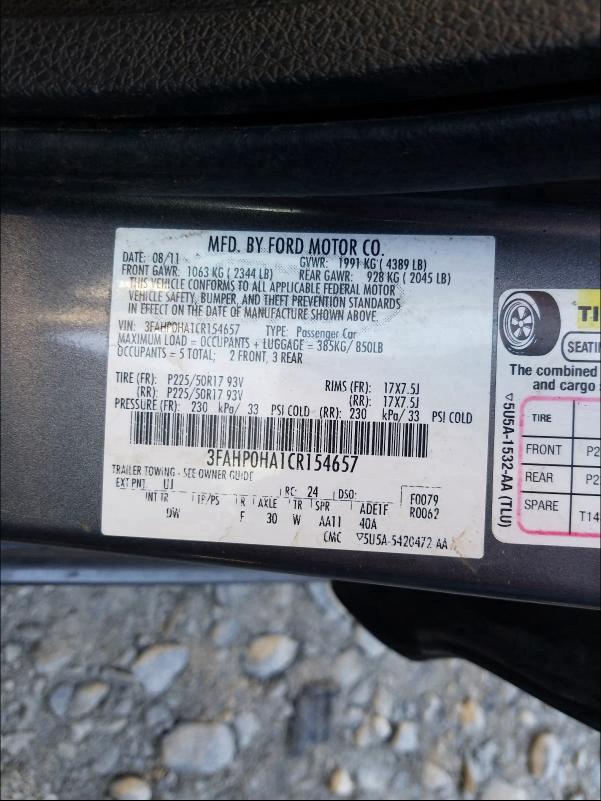 MFD. BY FORD MOTOR CO.
DATE: 08/11 GVWR: 1991 KG ( 4389 LB)
FRONT GAWR: 1063 KG ( 2344 LB) REAR GAWR: 928 KG ( 2045 LB)
THIS VEHICLE CONFORMS TO ALL APPLICABLE FEDERAL MOTOR
VEHICLE SAFETY, BUMPER, AND THEFT PREVENTION STANDARDS
IN EFFECT ON THE DATE OF MANUFACTURE SHOWN ABOVE.
VIN: 3FAHP0HA1CR154657 TYPE: Passenger Car
MAXIMUM LOAD = OCCUPANTS + LUGGAGE = 385KG/ 850LB
OCCUPANTS = 5 TOTAL; 2 FRONT, 3 REAR
TIRE (FR): P225/50R17 93V RIMS (FR): 17X7.5J
(RR): P225/50R17 93V (RR): 17X7.5J
PRESSURE (FR): 230 kPa/ 33 PSI COLD (RR): 230 kPa/ 33 PSI COLD
3FAHP0HA1CR154657
TRAILER TOWING - SEE OWNER GUIDE
EXT PNT: UJ RC: 24 DSO: F0079
INT TR TP/PS R AXLE TR SPR ADE1F R0062
DW F 30 W AA11 40A
CMC ▽5U5A-5420472-AA
SEATI
The combined
and cargo s
▽5U5A-1532-AA (TLU)
TIRE
FRONT P2
REAR P2
SPARE T14